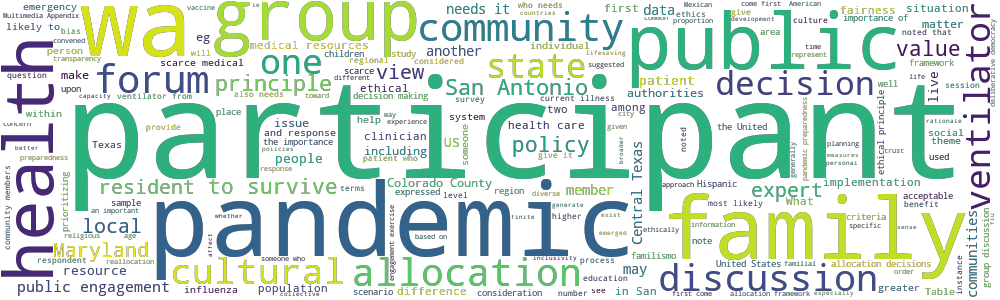 emergency
vaccine
who needs
countries
needs it
first
data
Mexican
ethics
proportion
give
development
come first
American
area
culture
importance of
fairness
situation
noted that
framework
Multimedia Appendix
likely to
bias
convened
person
transparency
wa
group
community
public
eg
will
medical resources
children
regional
another
individual
lifesaving
suggested
study
considered
scarce
different
common
time
represent
matter
value
ventilator
deliberative democracy
question
make
upon
scarce medical
one
state
view
ethical
patient
decision
well
life
session
live
health
forum
principle
San Antonio
authorities
capacity
ventilator from
also needs
toward
decision making
survey
current illness
two
city
given
among
concern
within
place
way
experience
system
someone
policy
broader
noted
the United
generally
pandemic preparedness
planning
measures
personal
ethical principle
trust
social
theme
used
rationale
participant
better
preparedness
Texas
provide
issue
and response
the importance
policies
response
help
clinician
including
us
health care
give it
people
community members
prioritizing
resident to survive
terms
Colorado County
expressed
level
region
diverse
member
expert
What
implementation
sample
an important
religious
age
respondent
reallocation
local
Maryland
resource
whether
affect
pandemic
engagement exercise
based on
finite
higher
generate
emerged
exist
inclusivity
process
Central Texas
ethically
note
approach
Hispanic
most likely
information
familismo
family
acceptable
benefit
criteria
specific
sense
communities
instance
group discussion
public engagement
influenza
cultural
population
collective
someone who
allocation
scenario
difference
consideration
education
number
see
may
in San
discussion
United States
familial
first come
allocation framework
especially
allocation decisions
order
greater
Table